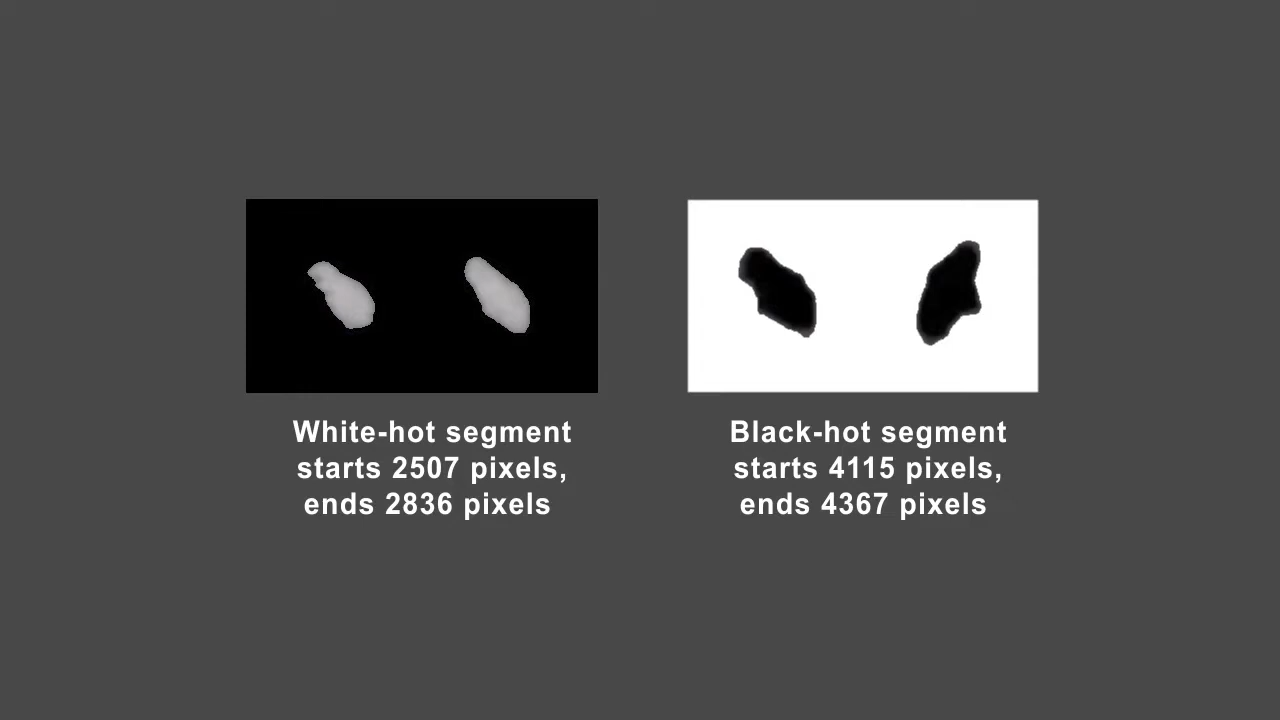 White-hot segment
starts 2507 pixels,
ends 2836 pixels
Black-hot segment
starts 4115 pixels,
ends 4367 pixels